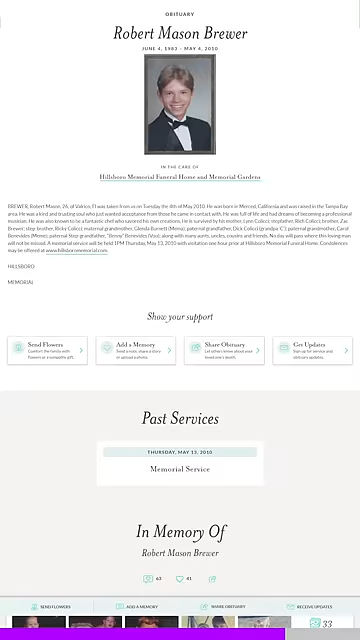 OBITUARY
Robert Mason Brewer
JUNE 4, 1983 - MAY 4, 2010
IN THE CARE OF
Hillsboro Memorial Funeral Home and Memorial Gardens
BREWER, Robert Mason, 26, of Valrico, Fl was taken from us on Tuesday the 4th of May 2010. He was born in Merced, California and was raised in the Tampa Bay
area. He was a kind and trusting soul who just wanted acceptance from those he came in contact with. He was full of life and had dreams of becoming a professional
musician. He was also known to be a fantastic chef who savored his own creations. He is survived by his mother, Lynn Colucci; stepfather, Rich Colucci; brother, Zac
Brewer; step-brother, Ricky Colucci; maternal grandmother, Glenda Burnett (Mema); paternal grandfather, Dick Colucci (grandpa 'C'); paternal grandmother, Carol
Benevides (Meme); paternal Step-grandfather, "Benny" Benevides (Vizo); along with many aunts, uncles, cousins and friends. No day will pass where this loving man
will not be missed. A memorial service will be held 1PM Thursday, May 13, 2010 with visitation one hour prior at Hillsboro Memorial Funeral Home. Condolences
may be offered at www.hillsboromemorial.com.
HILLSBORO
MEMORIAL
Show your support
Send Flowers
Comfort the family with
flowers or a sympathy gift.
Add a Memory
Send a note, share a story
or upload a photo.
Share Obituary
Let others know about your
loved one's death.
Get Updates
Sign up for service and
obituary updates.
Past Services
THURSDAY, MAY 13, 2010
Memorial Service
In Memory Of
Robert Mason Brewer
63 41
SEND FLOWERS ADD A MEMORY SHARE OBITUARY RECEIVE UPDATES
33